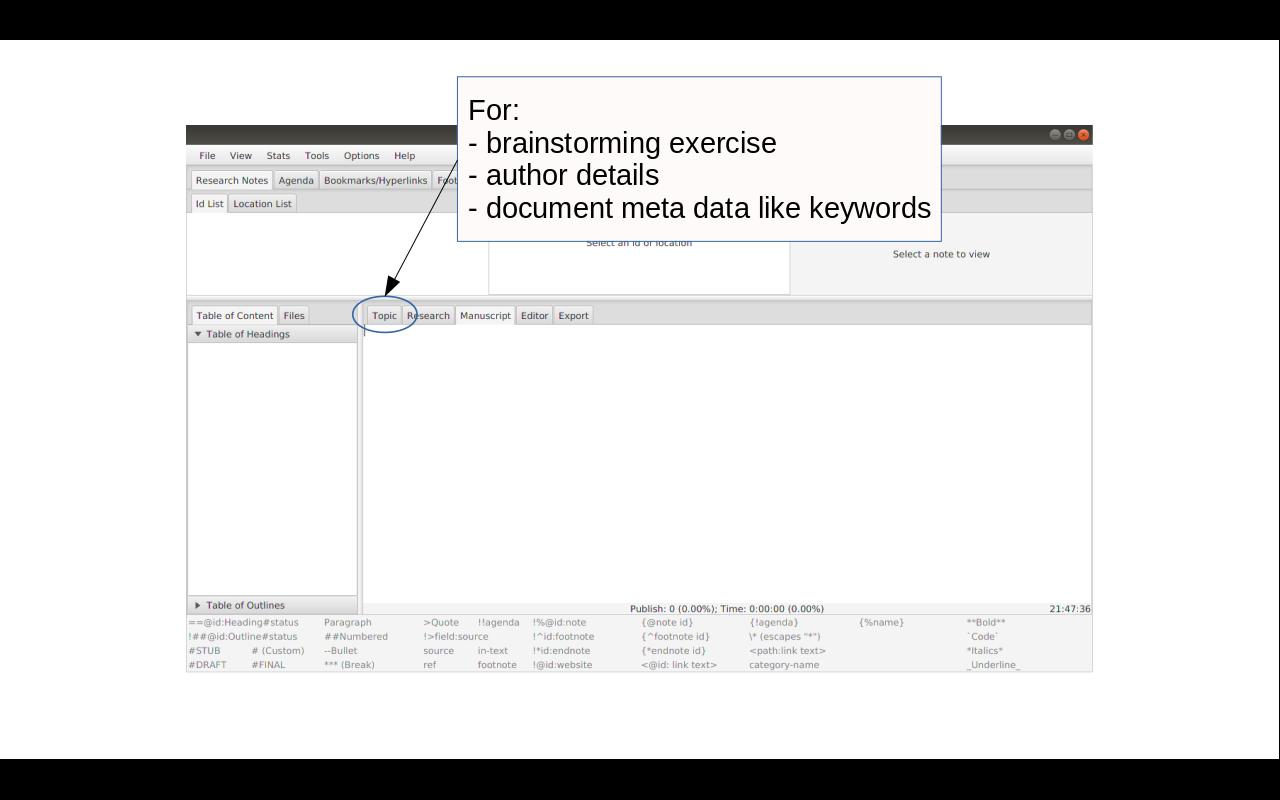 For:
- brainstorming exercise
- author details
- document meta data like keywords
File View Stats Tools Options Help
Research Notes Agenda Bookmarks/Hyperlinks Foot
Id List Location List
Select an id or location
Select a note to view
Table of Content Files
Topic Research Manuscript Editor Export
Table of Headings
Table of Outlines
Publish: 0 (0.00%); Time: 0:00:00 (0.00%) 21:47:36
==@id:Heading#status Paragraph >Quote !!agenda !%@id:note {@note id} {!agenda} {%name} **Bold**
!##@id:Outline#status ##Numbered !>field:source !^id:footnote {^footnote id} \* (escapes "*") `Code`
#STUB # (Custom) --Bullet source in-text !*id:endnote {*endnote id} <path:link text> *Italics*
#DRAFT #FINAL *** (Break) ref footnote !@id:website <@id: link text> category-name _Underline_